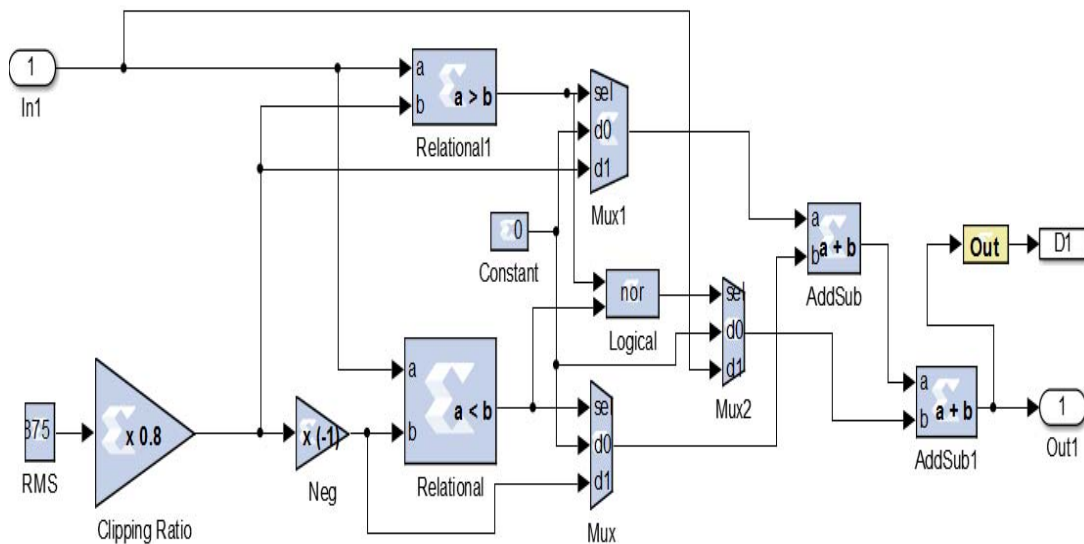 1
In1
a
b
a > b
Relational1
sel
d0
d1
Mux1
0
Constant
nor
Logical
sel
d0
d1
Mux2
a
b
a + b
AddSub
Out
D1
a
b
a + b
AddSub1
1
Out1
375
RMS
x 0.8
Clipping Ratio
x (-1)
Neg
a
b
a < b
Relational
se
d0
d1
Mux